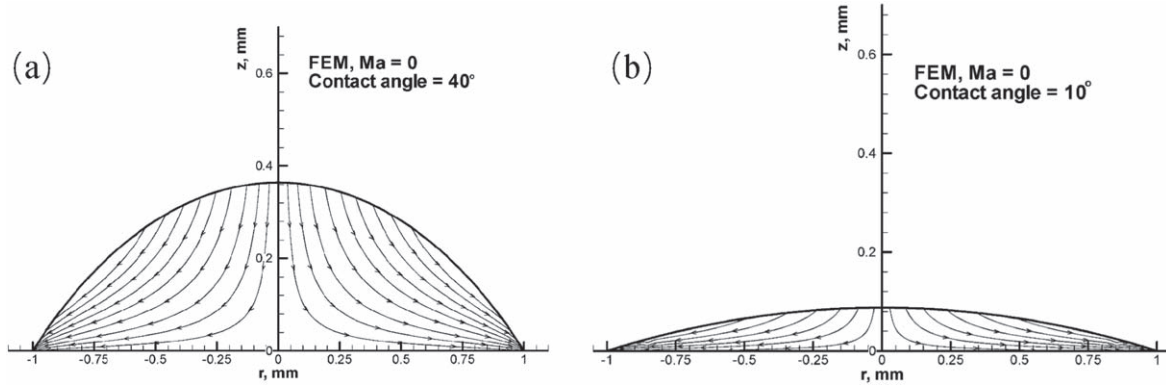 (a)
z, mm
FEM, Ma = 0
Contact angle = 40°
0.6
0.4
0.2
0
-1 -0.75 -0.5 -0.25 0 0.25 0.5 0.75 1
r, mm
(b)
z, mm
FEM, Ma = 0
Contact angle = 10°
0.6
0.4
0.2
0
-1 -0.75 -0.5 -0.25 0 0.25 0.5 0.75 1
r, mm